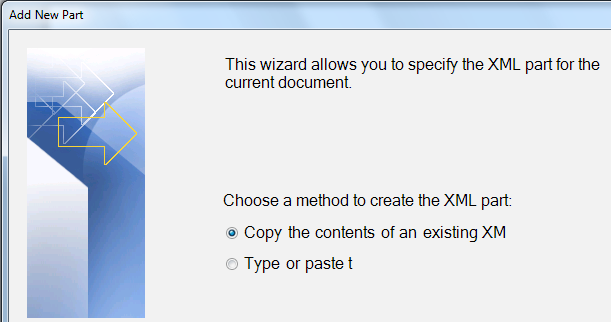 Add New Part
This wizard allows you to specify the XML part for the
current document.
Choose a method to create the XML part:
Copy the contents of an existing XM
Type or paste t